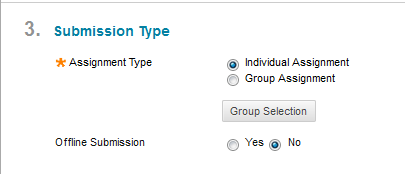 3. Submission Type
* Assignment Type Individual Assignment
Group Assignment
Group Selection
Offline Submission Yes No